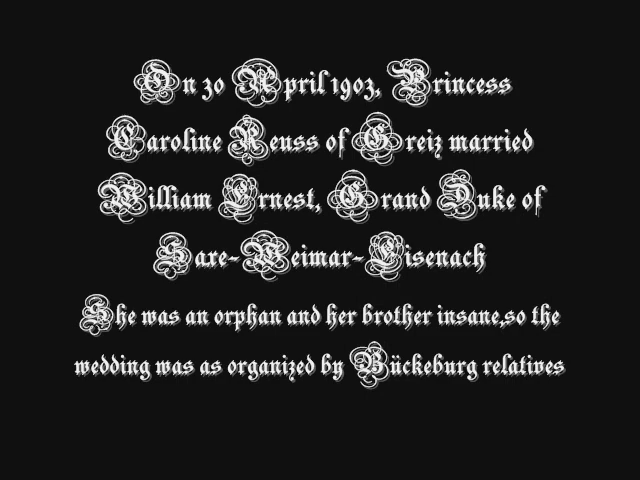 On 30 April 1903, Princess
Caroline Reuss of Greiz married
William Ernest, Grand Duke of
Saxe-Weimar-Eisenach
She was an orphan and her brother insane,so the
wedding was as organized by Bückeburg relatives